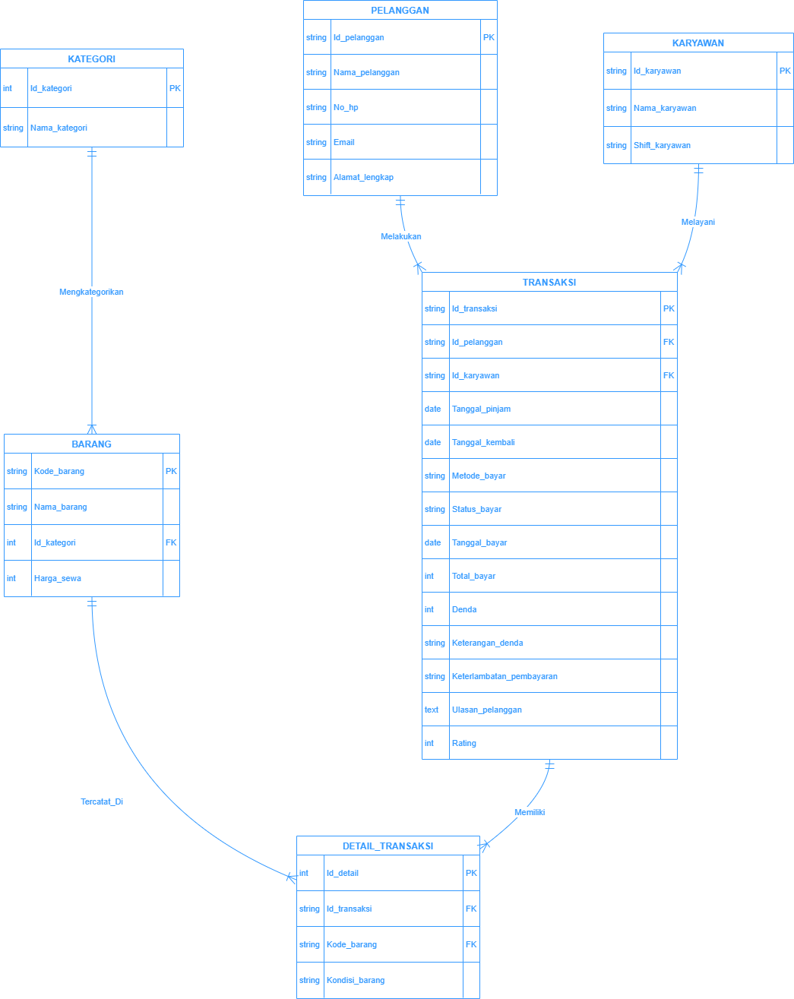 PELANGGAN
string Id_pelanggan PK
string Nama_pelanggan
string No_hp
string Email
string Alamat_lengkap
KARYAWAN
string Id_karyawan PK
string Nama_karyawan
string Shift_karyawan
KATEGORI
int Id_kategori PK
string Nama_kategori
Melakukan
Melayani
Mengkategorikan
TRANSAKSI
string Id_transaksi PK
string Id_pelanggan FK
string Id_karyawan FK
date Tanggal_pinjam
date Tanggal_kembali
string Metode_bayar
string Status_bayar
date Tanggal_bayar
int Total_bayar
int Denda
string Keterangan_denda
string Keterlambatan_pembayaran
text Ulasan_pelanggan
int Rating
BARANG
string Kode_barang PK
string Nama_barang
int Id_kategori FK
int Harga_sewa
Tercatat_Di
Memiliki
DETAIL_TRANSAKSI
int Id_detail PK
string Id_transaksi FK
string Kode_barang FK
string Kondisi_barang